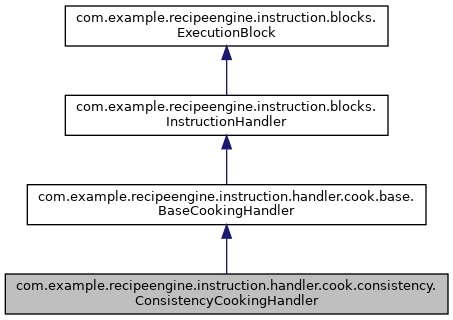 com.example.recipeengine.instruction.blocks.
ExecutionBlock
com.example.recipeengine.instruction.blocks.
InstructionHandler
com.example.recipeengine.instruction.handler.cook.base.
BaseCookingHandler
com.example.recipeengine.instruction.handler.cook.consistency.
ConsistencyCookingHandler